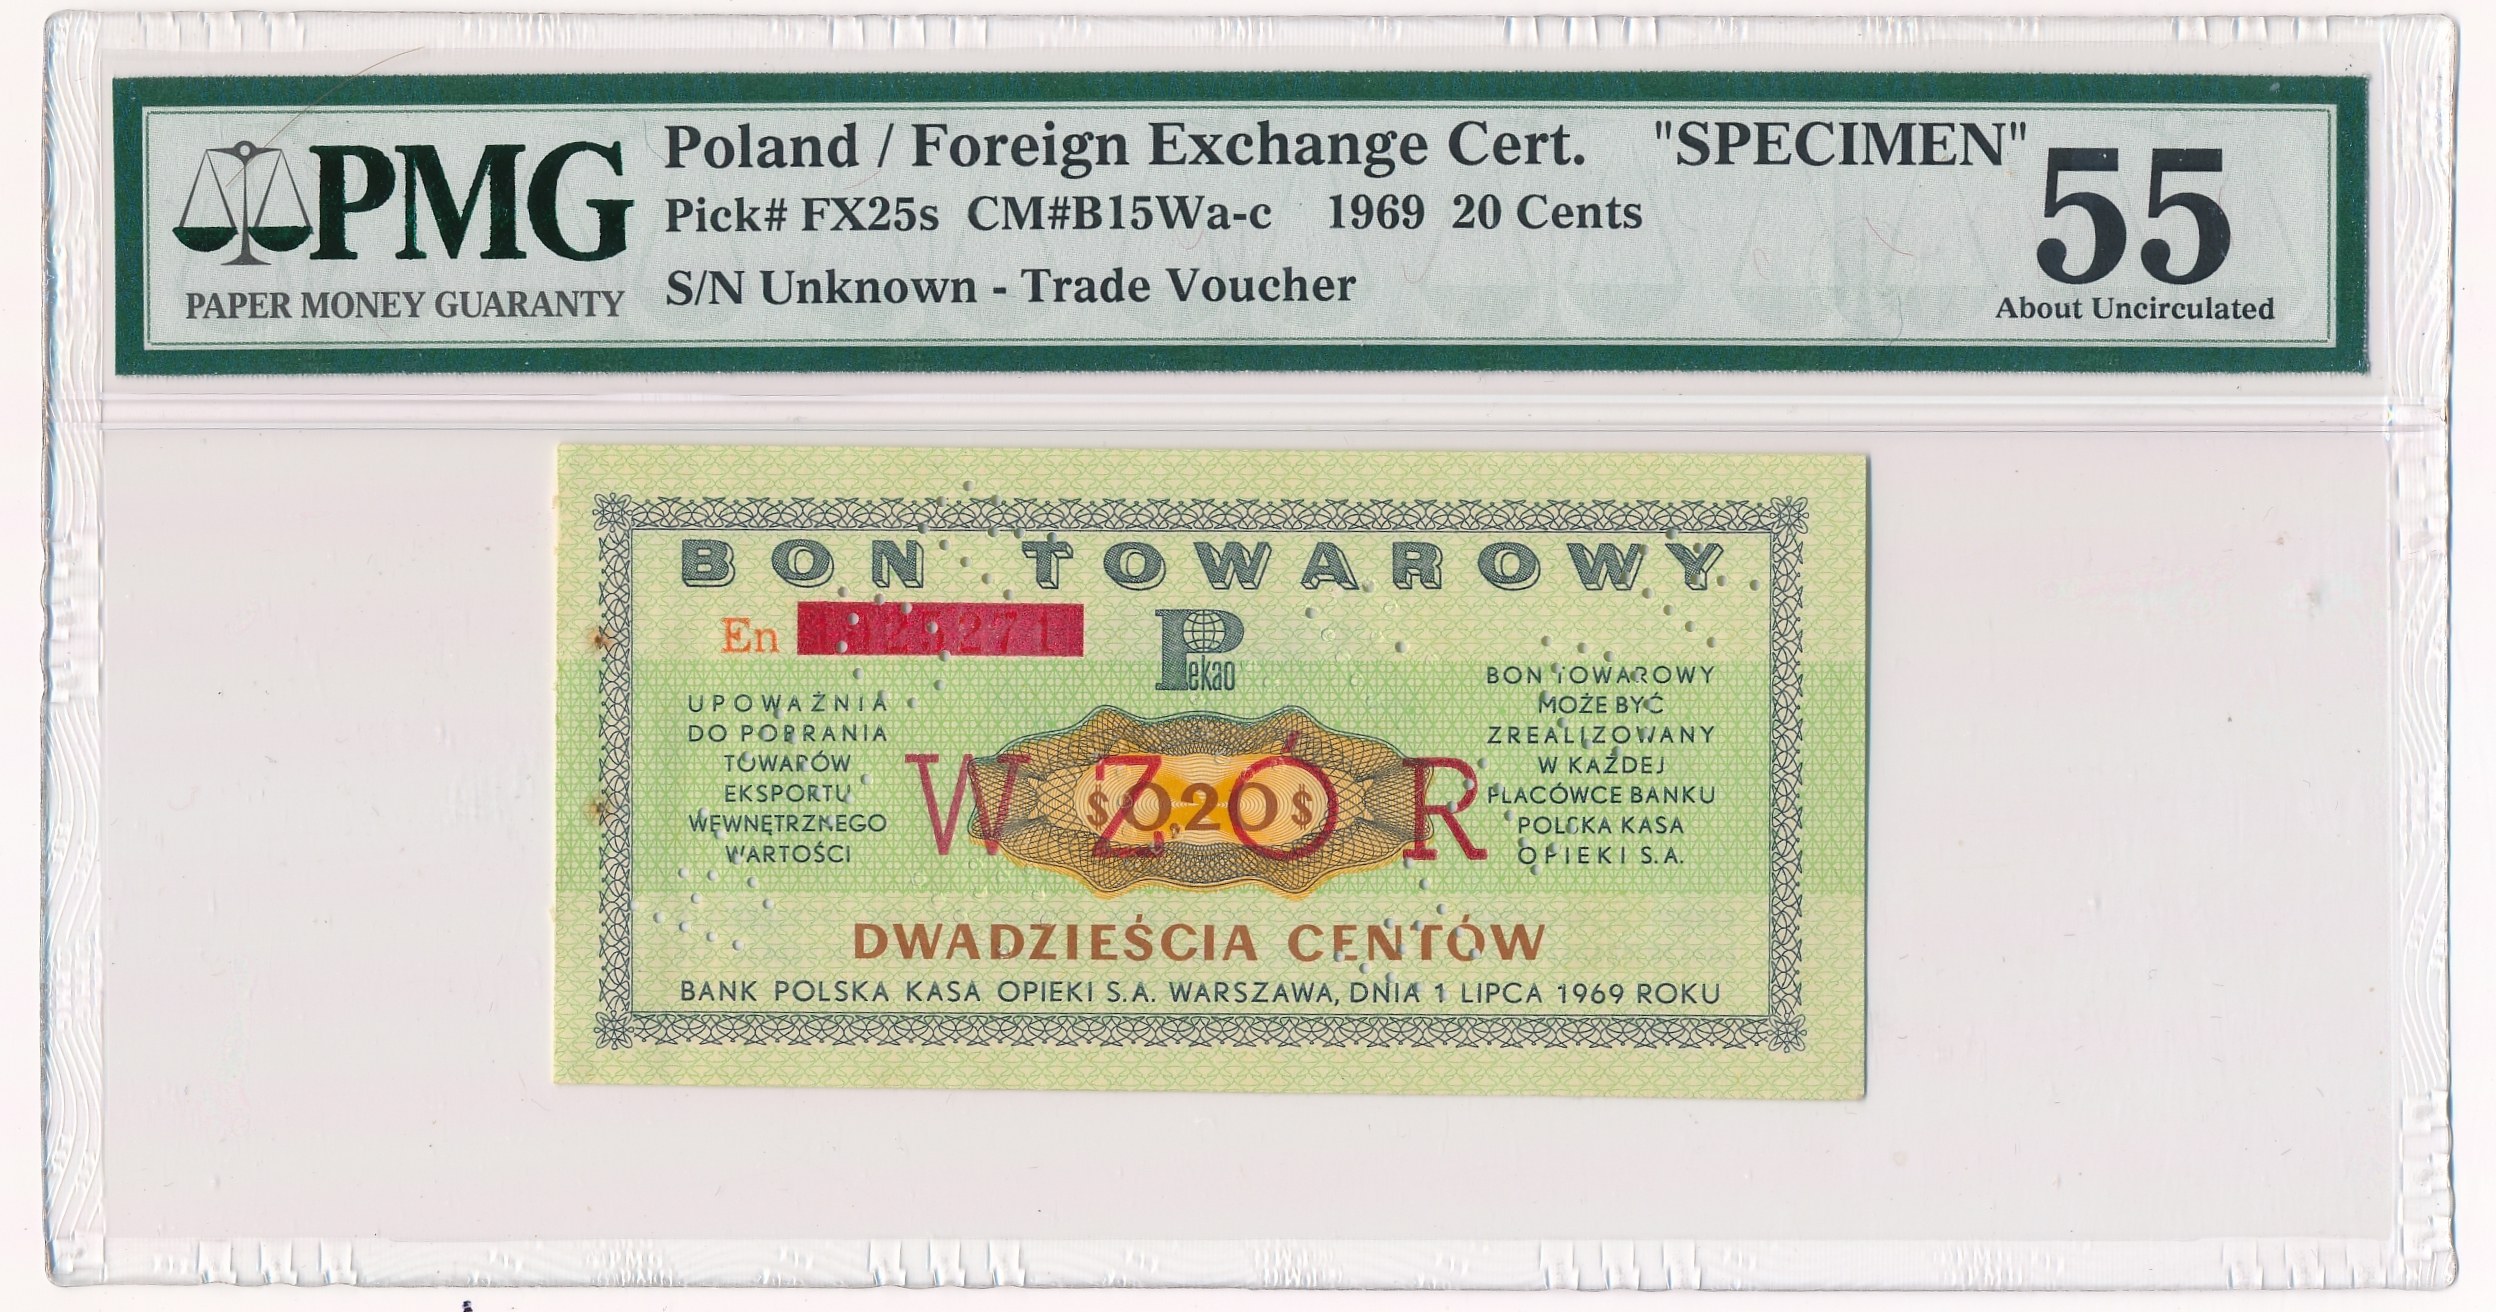 PMG
PAPER MONEY GUARANTY
Poland / Foreign Exchange Cert. "SPECIMEN"
Pick# FX25s CM#B15Wa-c 1969 20 Cents
S/N Unknown - Trade Voucher
55
About Uncirculated
BON TOWAROWY
En
Pekao
UPOWAŻNIA
DO POBRANIA
TOWARÓW
EKSPORTU
WEWNĘTRZNEGO
WARTOŚCI
$0,20$
WZÓR
BON TOWAROWY
MOŻE BYĆ
ZREALIZOWANY
W KAŻDEJ
PLACÓWCE BANKU
POLSKA KASA
OPIEKI S.A.
DWADZIEŚCIA CENTÓW
BANK POLSKA KASA OPIEKI S.A. WARSZAWA, DNIA 1 LIPCA 1969 ROKU